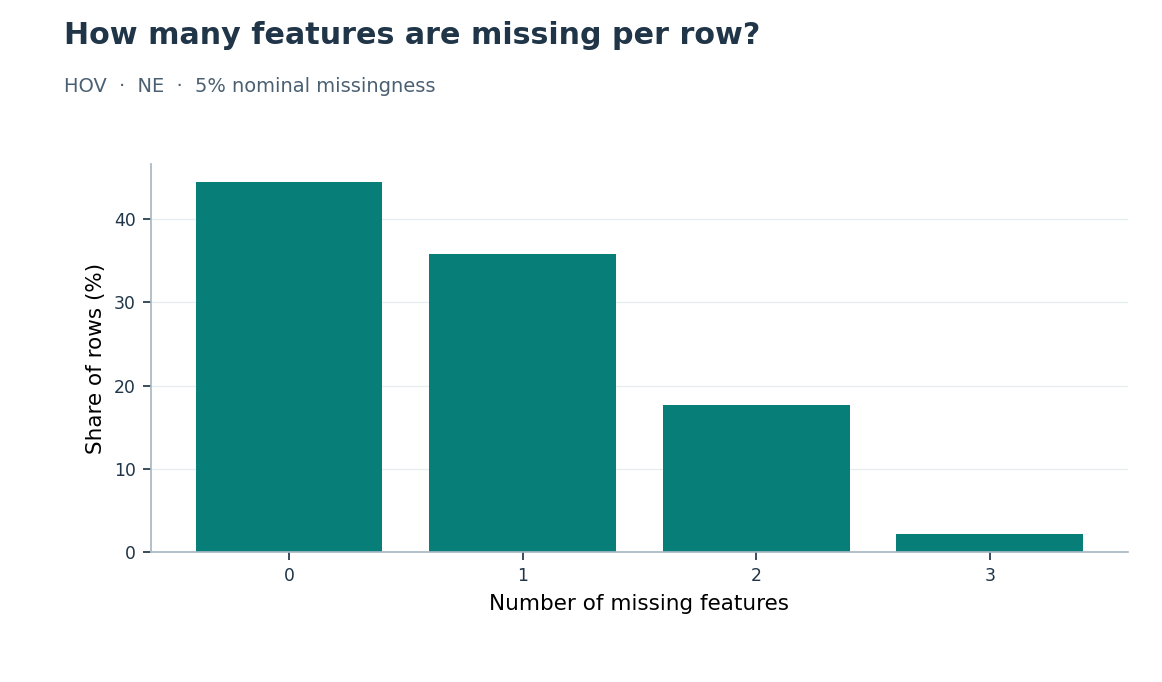 How many features are missing per row?
HOV · NE · 5% nominal missingness
Share of rows (%)
40
30
20
10
0
0 1 2 3
Number of missing features